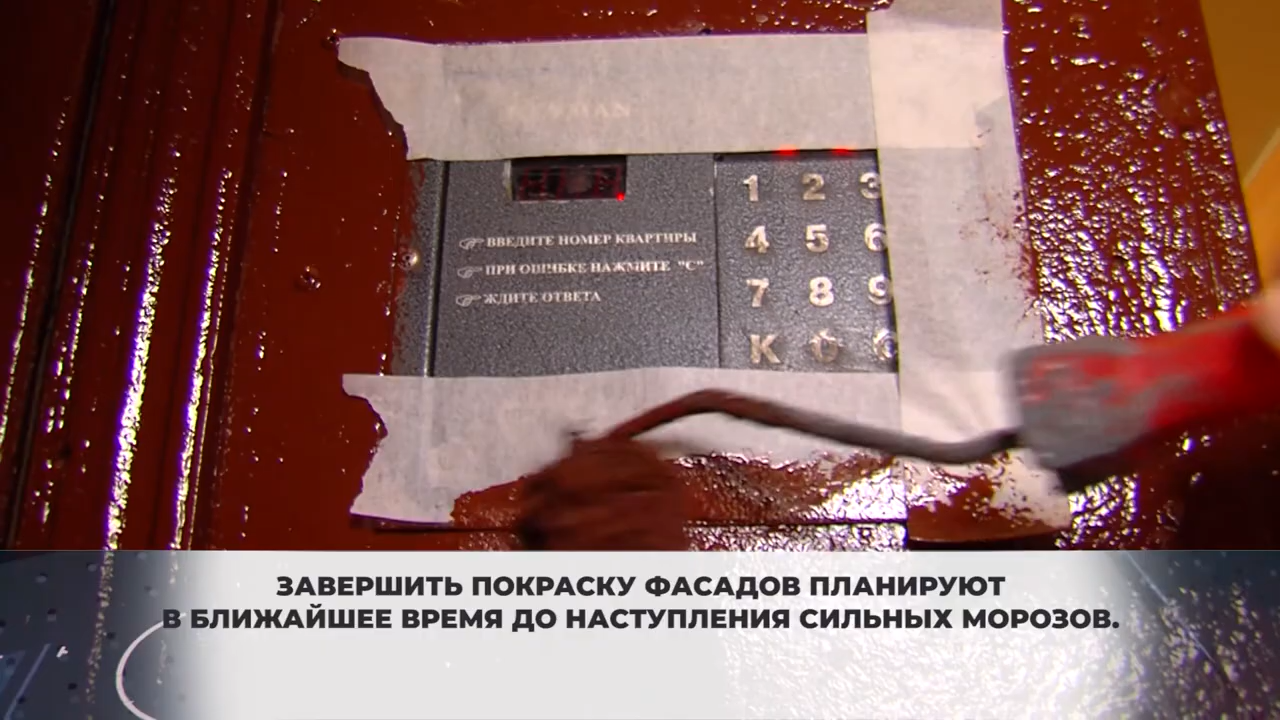 1 2 3
ВВЕДИТЕ НОМЕР КВАРТИРЫ
4 5 6
ПРИ ОШИБКЕ НАЖМИТЕ "С"
ЖДИТЕ ОТВЕТА
7 8 9
К
ЗАВЕРШИТЬ ПОКРАСКУ ФАСАДОВ ПЛАНИРУЮТ
В БЛИЖАЙШЕЕ ВРЕМЯ ДО НАСТУПЛЕНИЯ СИЛЬНЫХ МОРОЗОВ.